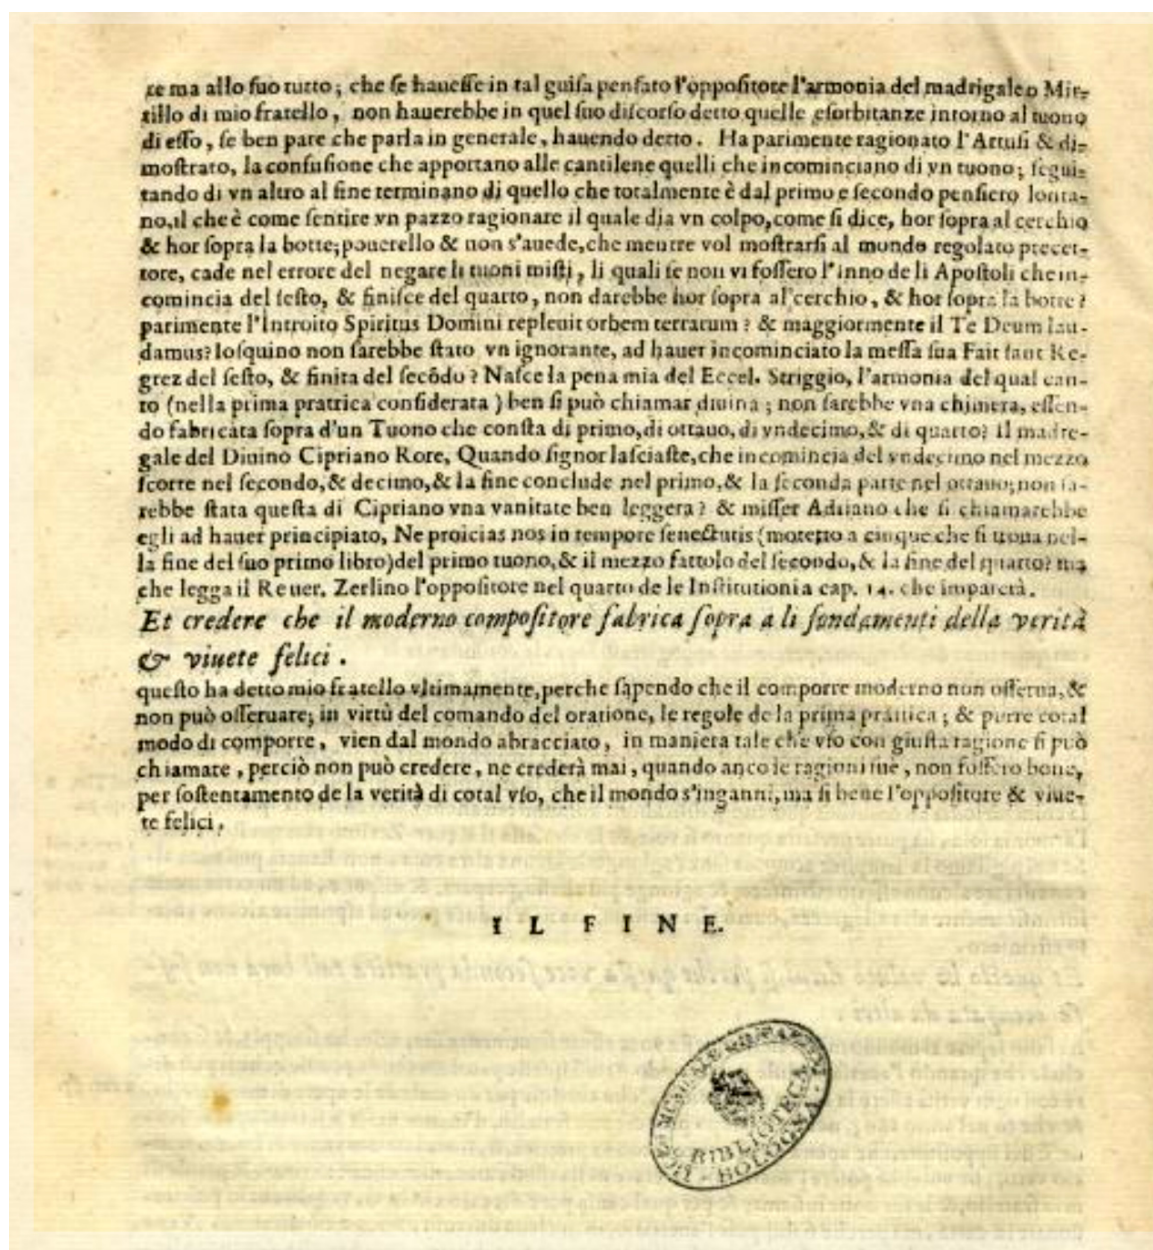 te ma allo ſuo tutto; che ſe haueſſe in tal guiſa penſato l'oppoſitore l'armonia del madrigale o Mir-
tillo di mio fratello, non hauerebbe in quel ſuo diſcorſo detto quelle eſorbitanze intorno al tuono
di eſſo, ſe ben pare che parla in generale, hauendo detto. Ha parimente ragionato l'Artuſi & di-
moſtrato, la confuſione che apportano alle cantilene quelli che incominciano di vn tuono; ſegui-
tando di vn altro al fine terminano di quello che totalmente è dal primo e ſecondo penſiero lonta-
no, il che è come ſentire vn pazzo ragionare il quale dia vn colpo, come ſi dice, hor ſopra al cerchio
& hor ſopra la botte; pouerello & non s'auede, che mentre vol moſtrarſi al mondo regolato precet-
tore, cade nel errore del negare li tuoni miſti, li quali ſe non vi foſſero l'inno de li Apoſtoli che in-
comincia del ſeſto, & finiſce del quarto, non darebbe hor ſopra al cerchio, & hor ſopra la botte?
parimente l'Introito Spiritus Domini repleuit orbem terrarum? & maggiormente il Te Deum lau-
damus? Ioſquino non ſarebbe ſtato vn ignorante, ad hauer incominciato la meſſa ſua Fait ſant Re-
grez del ſeſto, & finita del ſecōdo? Naſce la pena mia del Eccel. Striggio, l'armonia del qual can-
to (nella prima prattica conſiderata) ben ſi può chiamar diuina; non ſarebbe vna chimera, eſſen-
do fabricata ſopra d'un Tuono che conſta di primo, di ottauo, di vndecimo, & di quarto? il madre-
gale del Diuino Cipriano Rore, Quando ſignor laſciaſte, che incomincia del vndecimo nel mezzo
ſcorre nel ſecondo, & decimo, & la fine conclude nel primo, & la ſeconda parte nel ottauo; non ſa-
rebbe ſtata queſta di Cipriano vna vanitate ben leggera? & miſſer Adriano che ſi chiamarebbe
egli ad hauer principiato, Ne proicias nos in tempore ſenectutis (motetto a cinque che ſi troua nel-
la fine del ſuo primo libro) del primo tuono, & il mezzo fattolo del ſecondo, & la fine del quarto? ma
che legga il Reuer. Zerlino l'oppoſitore nel quarto de le Inſtitutioni a cap. 14. che imparerà.
Et credere che il moderno compoſitore fabrica ſopra a li fondamenti della verità
& viuete felici.
queſto ha detto mio fratello vltimamente, perche ſapendo che il comporre moderno non oſſerua, &
non può oſſeruare; in virtù del comando del oratione, le regole de la prima prattica; & purre cotal
modo di comporre, vien dal mondo abracciato, in maniera tale che vſo con giuſta ragione ſi può
chiamare, perciò non può credere, ne crederà mai, quando anco le ragioni ſue, non foſſero bone,
per ſoſtentamento de la verità di cotal vſo, che il mondo s'inganni, ma ſi bene l'oppoſitore & viue-
te felici.
IL FINE.
BIBLIOTECA
BOLOGNA